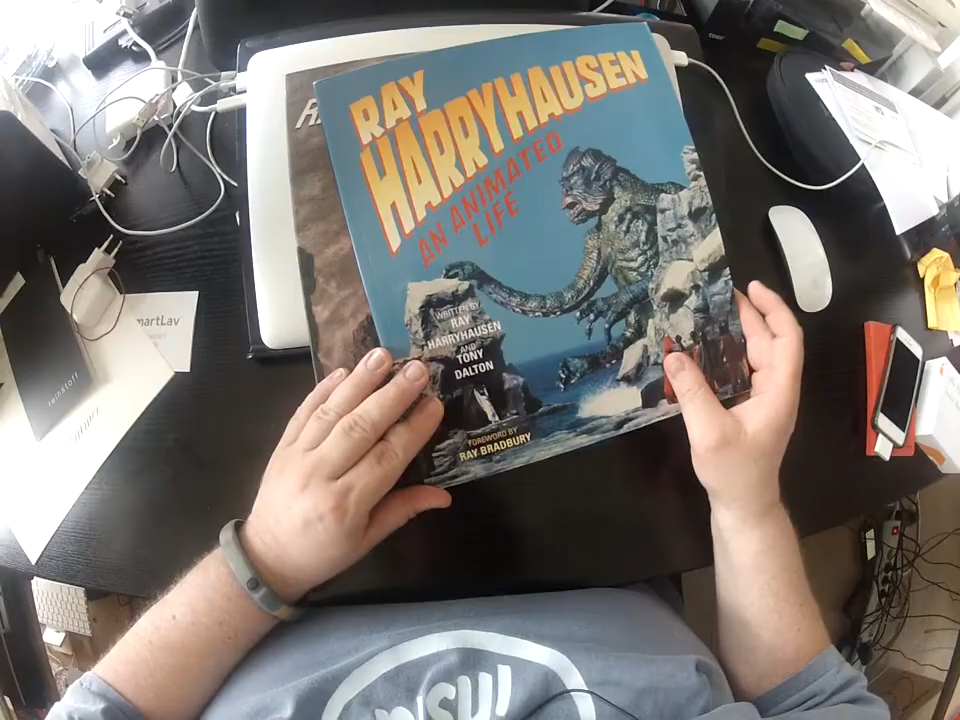 RAY
HARRYHAUSEN
AN ANIMATED
LIFE
WRITTEN BY
RAY
HARRYHAUSEN
AND
TONY
DALTON
FOREWORD BY
RAY BRADBURY
martLav
reinstoff